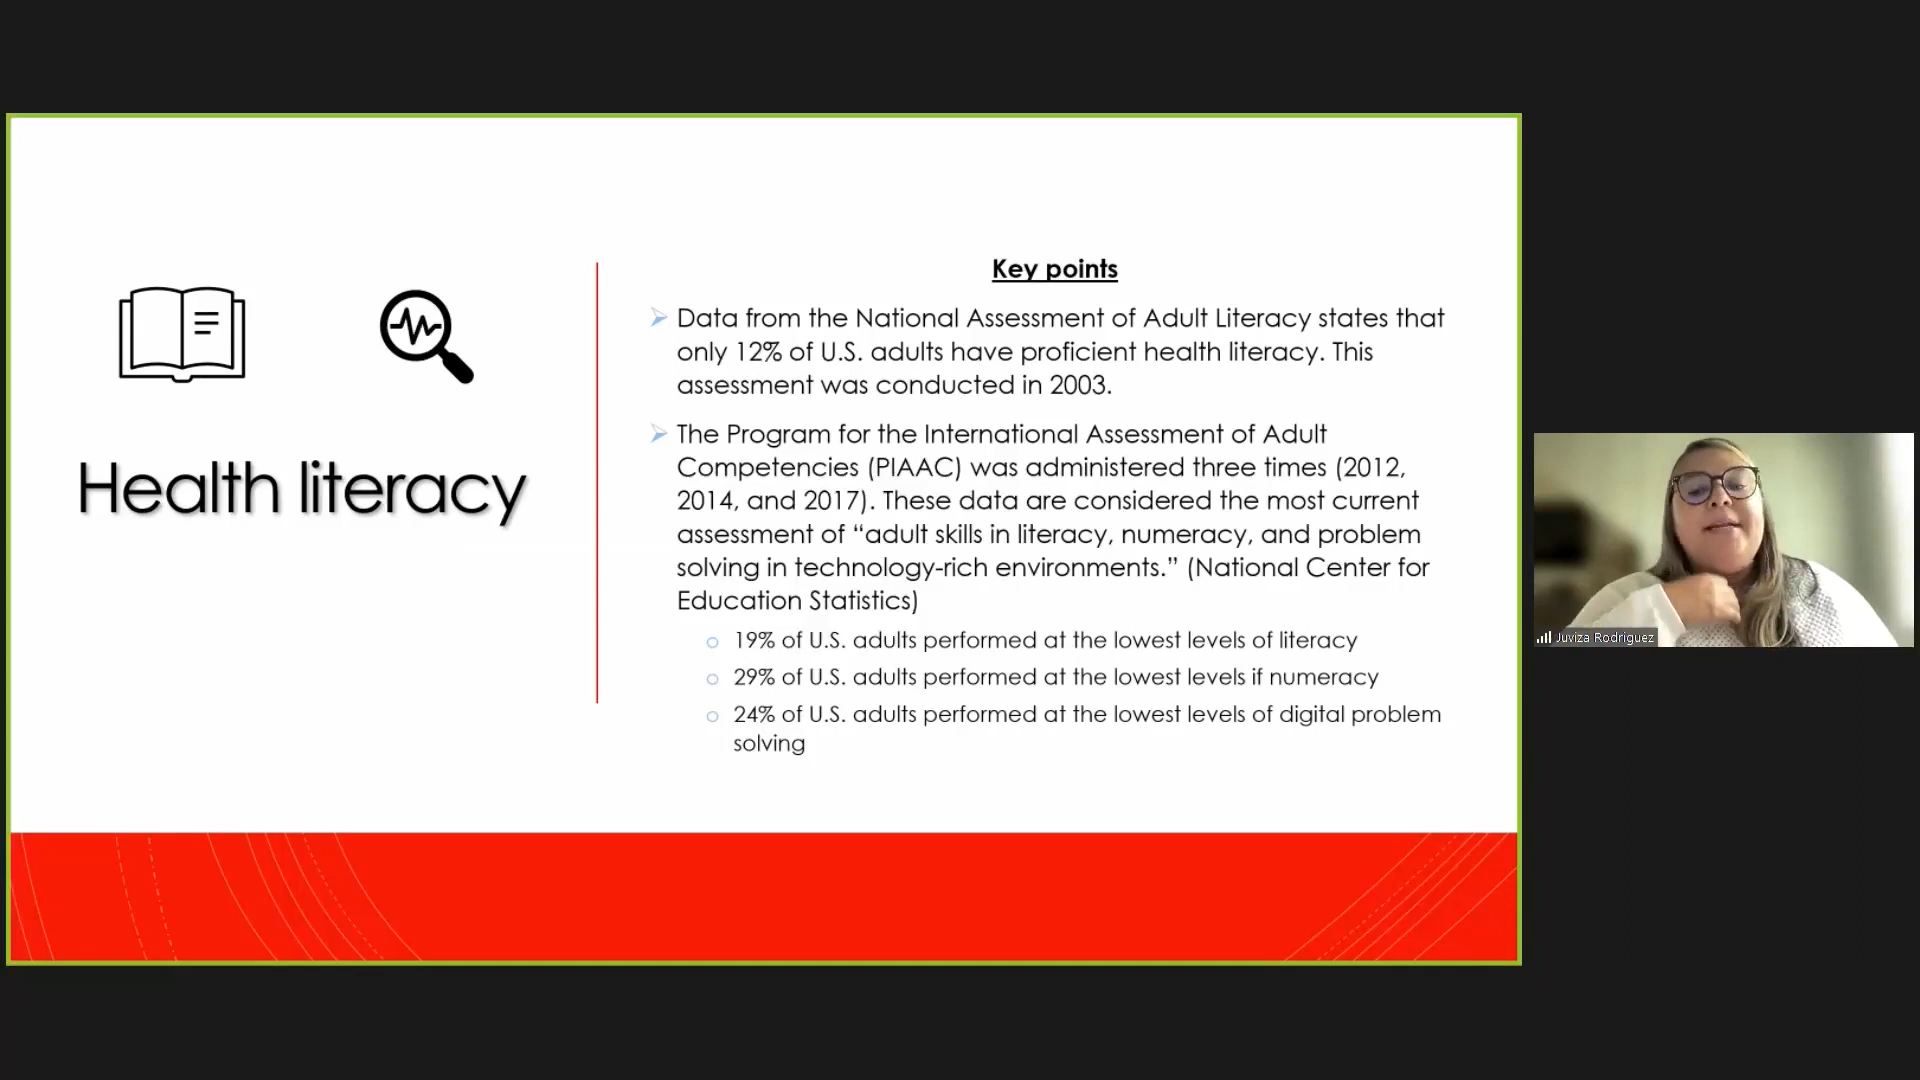 Health literacy
Key points
Data from the National Assessment of Adult Literacy states that
only 12% of U.S. adults have proficient health literacy. This
assessment was conducted in 2003.
The Program for the International Assessment of Adult
Competencies (PIAAC) was administered three times (2012,
2014, and 2017). These data are considered the most current
assessment of “adult skills in literacy, numeracy, and problem
solving in technology-rich environments.” (National Center for
Education Statistics)
19% of U.S. adults performed at the lowest levels of literacy
29% of U.S. adults performed at the lowest levels if numeracy
24% of U.S. adults performed at the lowest levels of digital problem
solving
Juviza Rodriguez